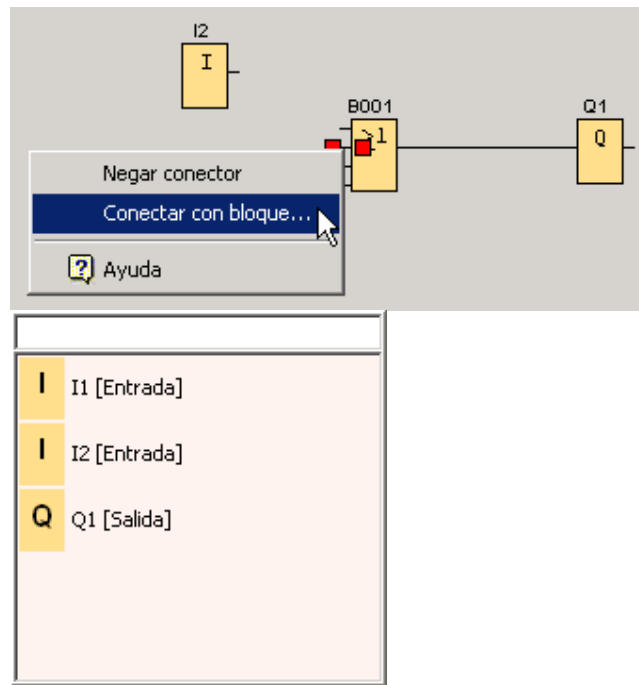 I2
I
B001
≥1
Q1
Q
Negar conector
Conectar con bloque...
? Ayuda
I I1 [Entrada]
I I2 [Entrada]
Q Q1 [Salida]